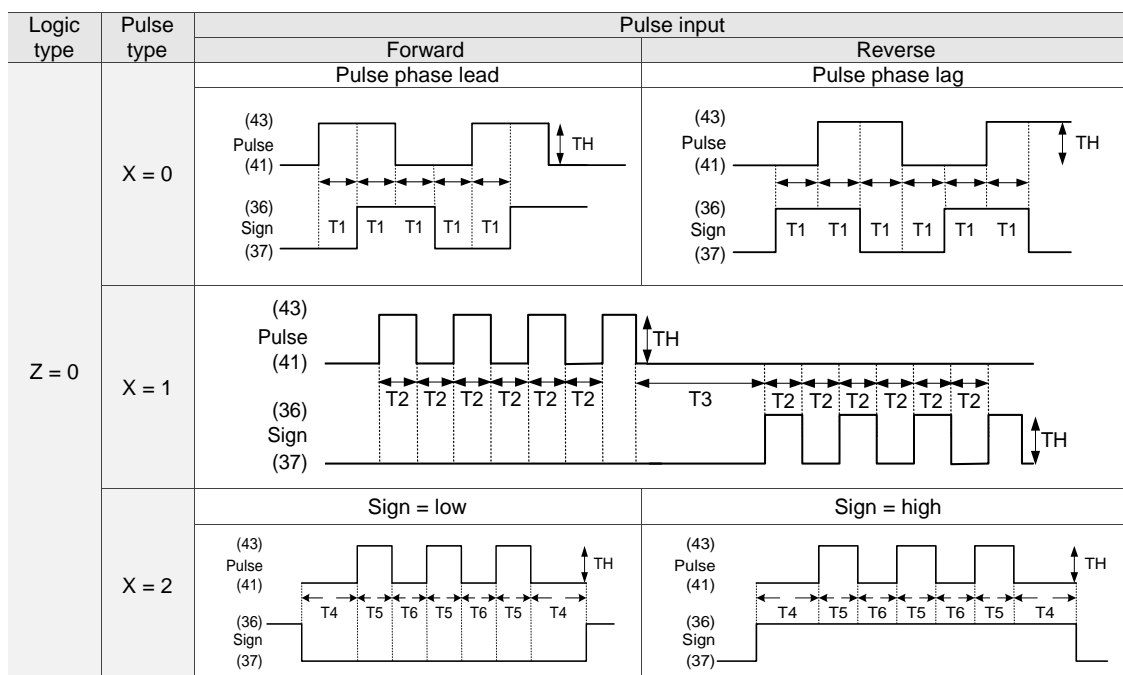 Logic type
Pulse type
Pulse input
Forward
Reverse
Z = 0
X = 0
Pulse phase lead
Pulse phase lag
(43)
Pulse
(41)
TH
(36)
Sign
(37)
T1 T1 T1 T1 T1
(43)
Pulse
(41)
TH
(36)
Sign
(37)
T1 T1 T1 T1 T1 T1
X = 1
(43)
Pulse
(41)
TH
T2 T2 T2 T2 T2 T2 T3 T2 T2 T2 T2 T2 T2
(36)
Sign
(37)
TH
X = 2
Sign = low
Sign = high
(43)
Pulse
(41)
TH
T4 T5 T6 T5 T6 T5 T4
(36)
Sign
(37)
(43)
Pulse
(41)
TH
T4 T5 T6 T5 T6 T5 T4
(36)
Sign
(37)